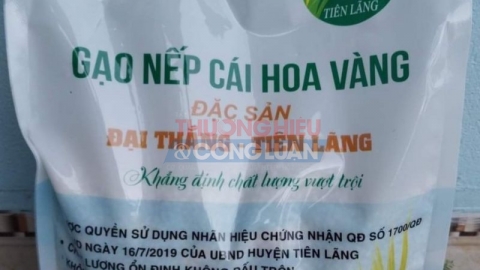 TIÊN LÃNG
GẠO NẾP CÁI HOA VÀNG
ĐẶC SẢN
ĐẠI THẮNG - TIÊN LÃNG
THƯƠNG HIỆU
& CÔNG LUẬN
Khẳng định chất lượng vượt trội
QUYỀN SỬ DỤNG NHÃN HIỆU CHỨNG NHẬN QĐ SỐ 1700/QĐ
NGÀY 16/7/2019 CỦA UBND HUYỆN TIÊN LÃNG
LƯỢNG ỔN ĐỊNH KHÔNG ĐẤU TRỘN